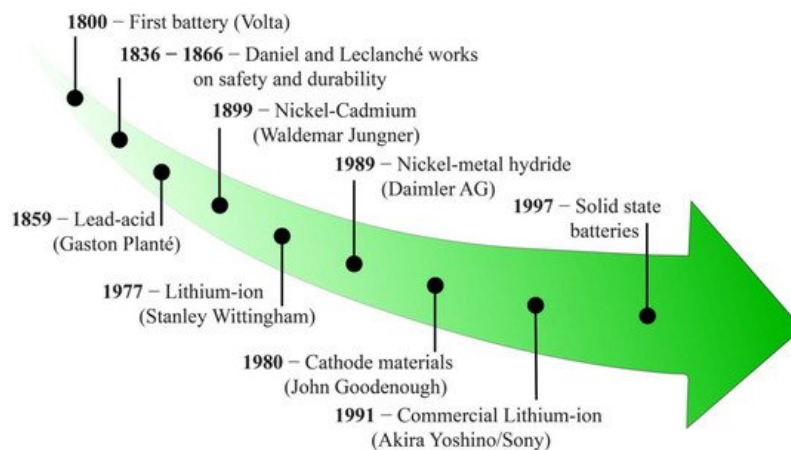 1800 – First battery (Volta)
1836 – 1866 – Daniel and Leclanché works
on safety and durability
1899 – Nickel-Cadmium
(Waldemar Jungner)
1989 – Nickel-metal hydride
(Daimler AG)
1997 – Solid state
batteries
1859 – Lead-acid
(Gaston Planté)
1977 – Lithium-ion
(Stanley Wittingham)
1980 – Cathode materials
(John Goodenough)
1991 – Commercial Lithium-ion
(Akira Yoshino/Sony)